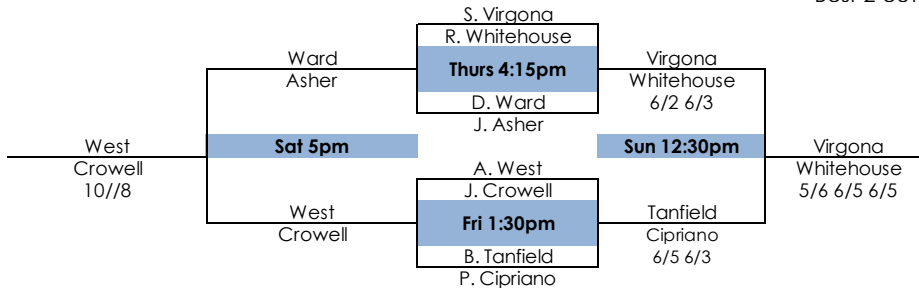 S. Virgona
R. Whitehouse
Ward
Thurs 4:15pm
Virgona
Asher
Whitehouse
D. Ward
6/2 6/3
J. Asher
West
Sat 5pm
Sun 12:30pm
Virgona
Crowell
A. West
Whitehouse
10//8
J. Crowell
5/6 6/5 6/5
West
Fri 1:30pm
Tanfield
Crowell
Cipriano
B. Tanfield
6/5 6/3
P. Cipriano